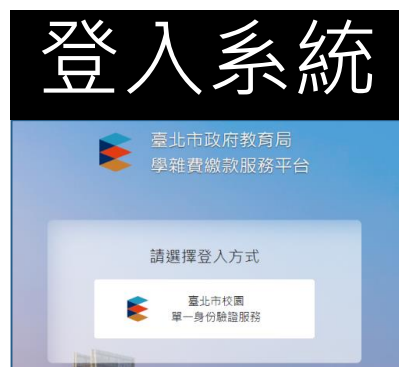 登入系統
臺北市政府教育局
學雜費繳款服務平台
請選擇登入方式
臺北市校園
單一身份驗證服務